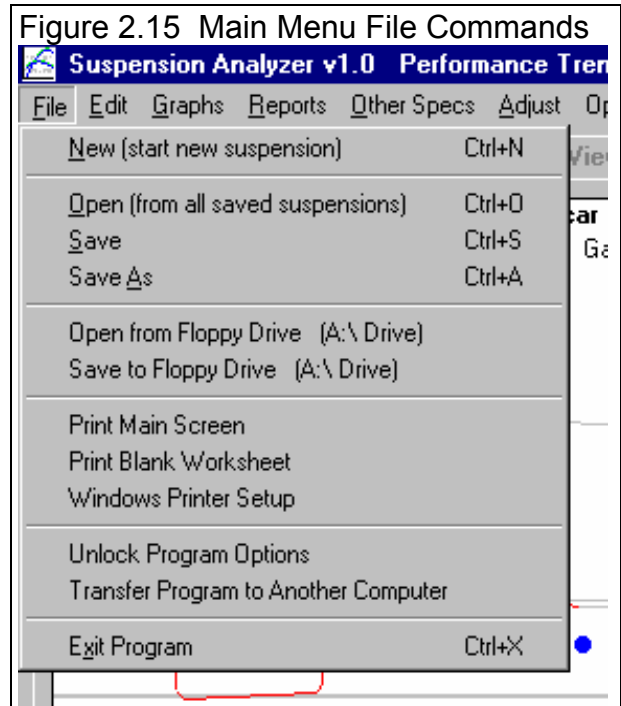 Figure 2.15 Main Menu File Commands
Suspension Analyzer v1.0 Performance Tren
File Edit Graphs Reports Other Specs Adjust Op
New (start new suspension) Ctrl+N
Vie
Open (from all saved suspensions) Ctrl+O
car
Save Ctrl+S
Ga
Save As Ctrl+A
Open from Floppy Drive (A:\ Drive)
Save to Floppy Drive (A:\ Drive)
Print Main Screen
Print Blank Worksheet
Windows Printer Setup
Unlock Program Options
Transfer Program to Another Computer
Exit Program Ctrl+X